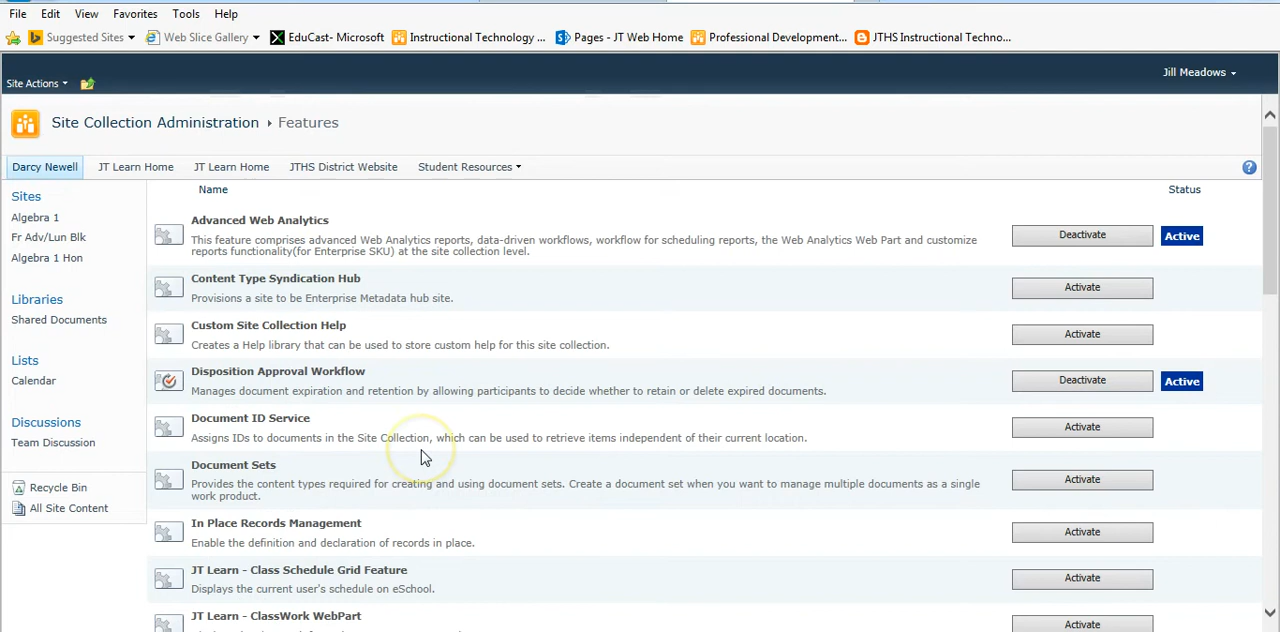 File Edit View Favorites Tools Help
Suggested Sites Web Slice Gallery EduCast- Microsoft Instructional Technology ... Pages - JT Web Home Professional Development... JTHS Instructional Techno...
Jill Meadows
Site Actions
Site Collection Administration Features
Darcy Newell JT Learn Home JT Learn Home JTHS District Website Student Resources
Sites
Algebra 1
Fr Adv/Lun Blk
Algebra 1 Hon
Libraries
Shared Documents
Lists
Calendar
Discussions
Team Discussion
Recycle Bin
All Site Content
Name Status
Advanced Web Analytics
This feature comprises advanced Web Analytics reports, data-driven workflows, workflow for scheduling reports, the Web Analytics Web Part and customize
reports functionality(for Enterprise SKU) at the site collection level.
Deactivate Active
Content Type Syndication Hub
Provisions a site to be Enterprise Metadata hub site.
Activate
Custom Site Collection Help
Creates a Help library that can be used to store custom help for this site collection.
Activate
Disposition Approval Workflow
Manages document expiration and retention by allowing participants to decide whether to retain or delete expired documents.
Deactivate Active
Document ID Service
Assigns IDs to documents in the Site Collection, which can be used to retrieve items independent of their current location.
Activate
Document Sets
Provides the content types required for creating and using document sets. Create a document set when you want to manage multiple documents as a single
work product.
Activate
In Place Records Management
Enable the definition and declaration of records in place.
Activate
JT Learn - Class Schedule Grid Feature
Displays the current user's schedule on eSchool.
Activate
JT Learn - ClassWork WebPart
Activate